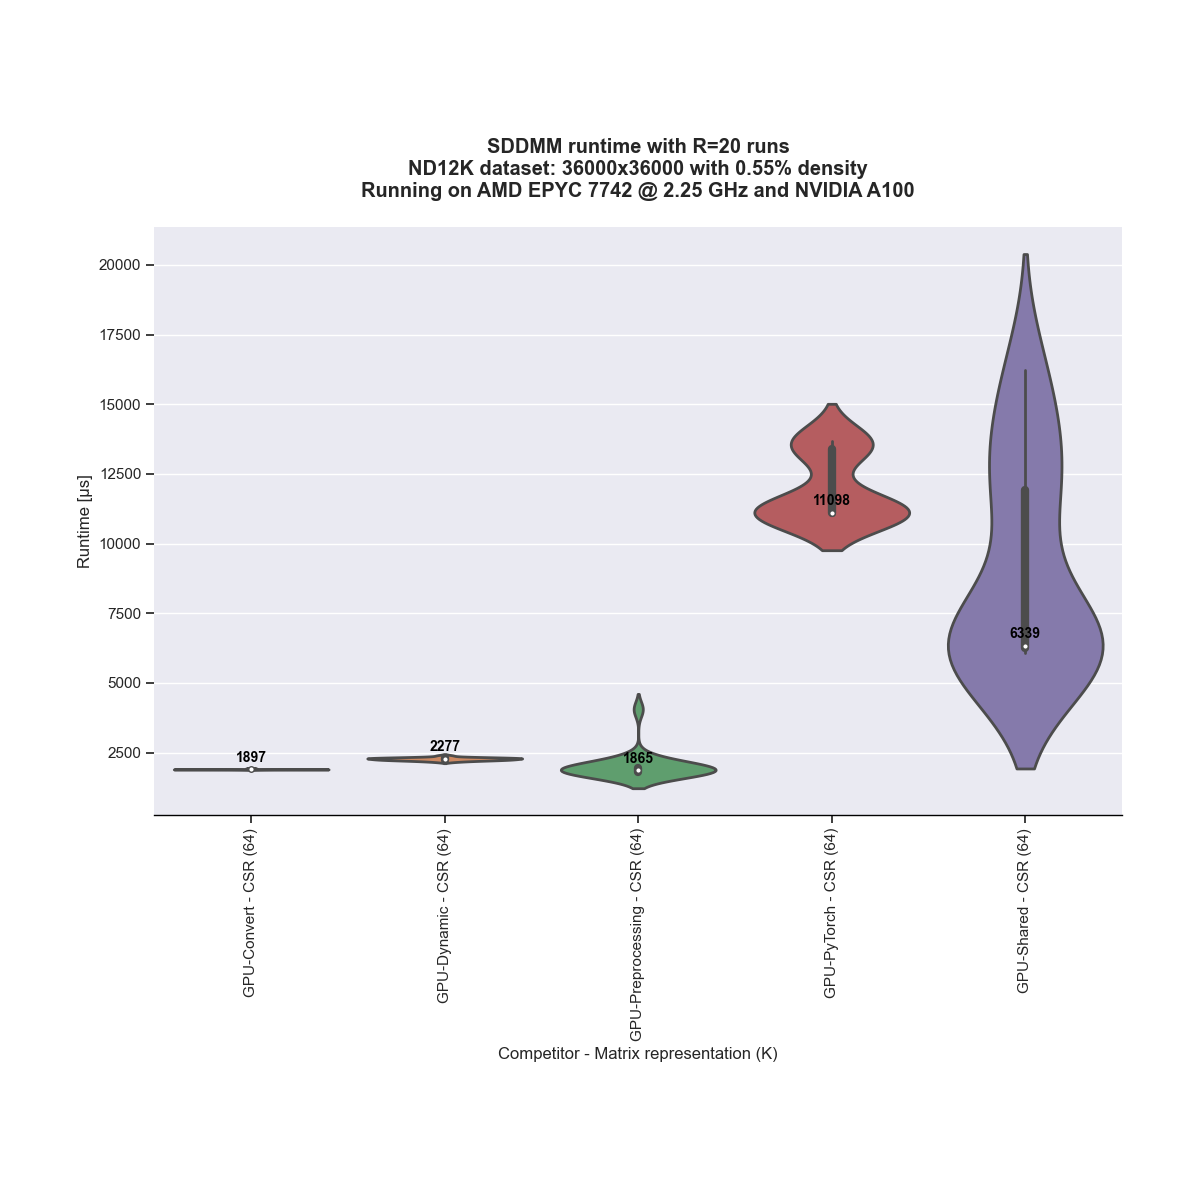 SDDMM runtime with R=20 runs
ND12K dataset: 36000x36000 with 0.55% density
Running on AMD EPYC 7742 @ 2.25 GHz and NVIDIA A100
Runtime [μs]
20000
17500
15000
12500
10000
7500
5000
2500
1897
2277
1865
11098
6339
GPU-Convert - CSR (64)
GPU-Dynamic - CSR (64)
GPU-Preprocessing - CSR (64)
GPU-PyTorch - CSR (64)
GPU-Shared - CSR (64)
Competitor - Matrix representation (K)